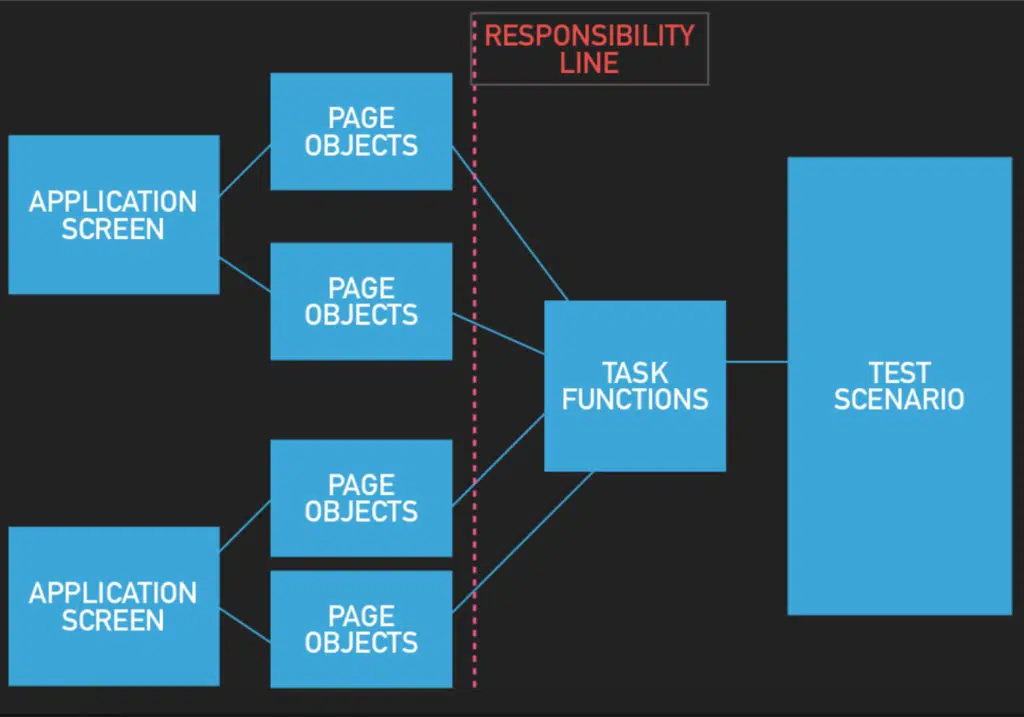 RESPONSIBILITY
LINE
PAGE
OBJECTS
APPLICATION
SCREEN
PAGE
OBJECTS
TASK
FUNCTIONS
TEST
SCENARIO
PAGE
OBJECTS
APPLICATION
SCREEN
PAGE
OBJECTS